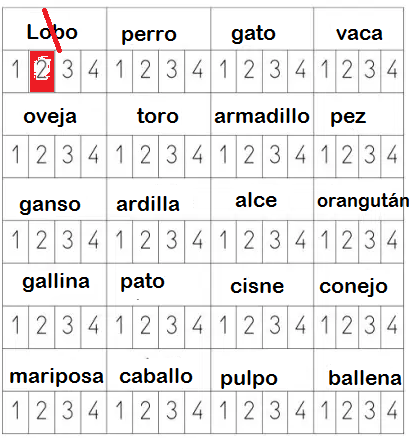 Lobo perro gato vaca
1 2 3 4 1 2 3 4 1 2 3 4 1 2 3 4
oveja toro armadillo pez
1 2 3 4 1 2 3 4 1 2 3 4 1 2 3 4
ganso ardilla alce orangután
1 2 3 4 1 2 3 4 1 2 3 4 1 2 3 4
gallina pato cisne conejo
1 2 3 4 1 2 3 4 1 2 3 4 1 2 3 4
mariposa caballo pulpo ballena
1 2 3 4 1 2 3 4 1 2 3 4 1 2 3 4